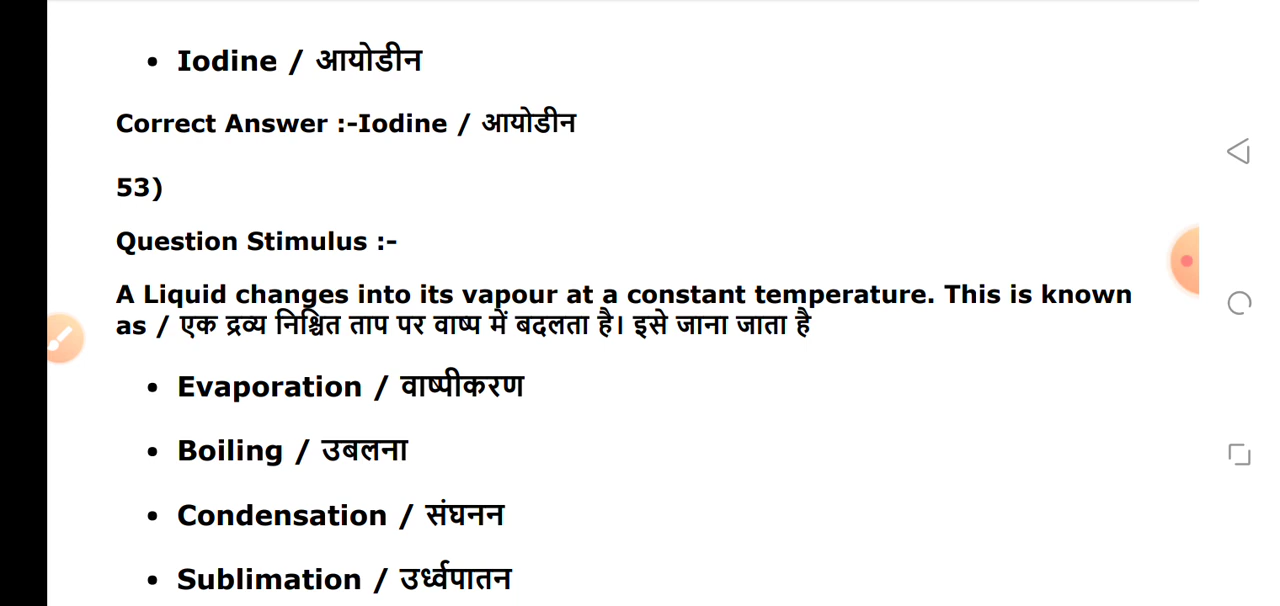 • Iodine / आयोडीन
Correct Answer :-Iodine / आयोडीन
53)
Question Stimulus :-
A Liquid changes into its vapour at a constant temperature. This is known
as / एक द्रव्य निश्चित ताप पर वाष्प में बदलता है। इसे जाना जाता है
• Evaporation / वाष्पीकरण
• Boiling / उबलना
• Condensation / संघनन
• Sublimation / उर्ध्वपातन